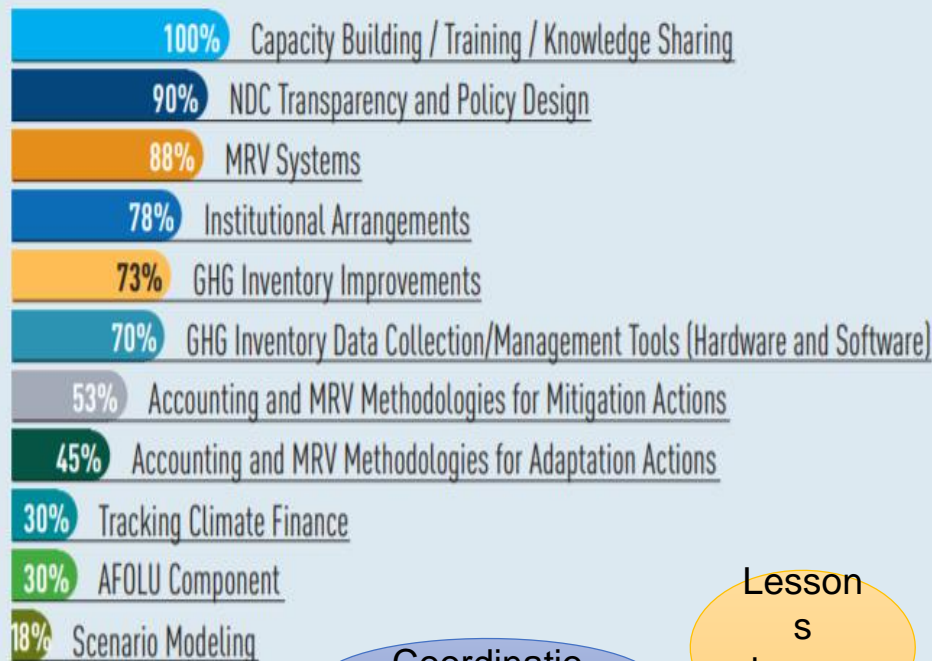 100% Capacity Building / Training / Knowledge Sharing
90% NDC Transparency and Policy Design
88% MRV Systems
78% Institutional Arrangements
73% GHG Inventory Improvements
70% GHG Inventory Data Collection/Management Tools (Hardware and Software)
53% Accounting and MRV Methodologies for Mitigation Actions
45% Accounting and MRV Methodologies for Adaptation Actions
30% Tracking Climate Finance
30% AFOLU Component
18% Scenario Modeling
Lesson
s
Coordinatio